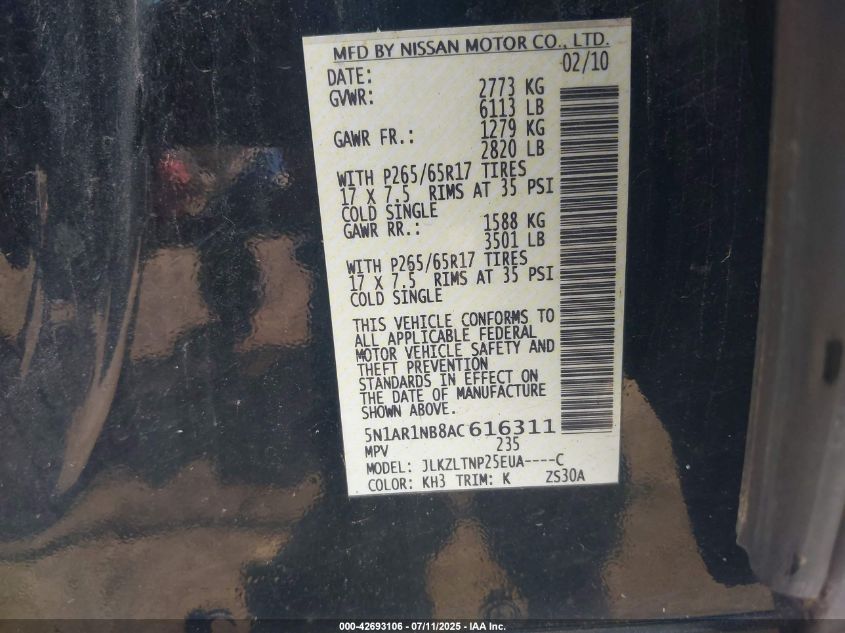 MFD BY NISSAN MOTOR CO., LTD.
DATE: 02/10
GVWR: 2773 KG
6113 LB
GAWR FR.: 1279 KG
2820 LB
WITH P265/65R17 TIRES
17 X 7.5 RIMS AT 35 PSI
COLD SINGLE
GAWR RR.: 1588 KG
3501 LB
WITH P265/65R17 TIRES
17 X 7.5 RIMS AT 35 PSI
COLD SINGLE
THIS VEHICLE CONFORMS TO
ALL APPLICABLE FEDERAL
MOTOR VEHICLE SAFETY AND
THEFT PREVENTION
STANDARDS IN EFFECT ON
THE DATE OF MANUFACTURE
SHOWN ABOVE.
5N1AR1NB8AC616311
MPV 235
MODEL: JLKZLTNP25EUA----C
COLOR: KH3 TRIM: K ZS30A
000-42693106 - 07/11/2025 - IAA Inc.